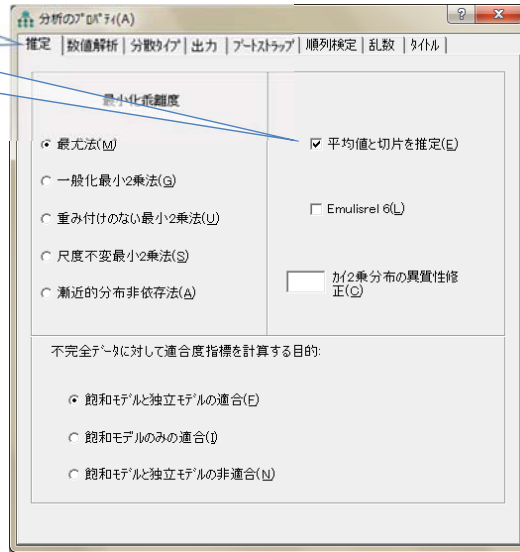 分析のプロパティ(A)
推定 数値解析 分散タイプ 出力 ブートストラップ 順列検定 乱数 タイトル
最小化乖離度
最尤法(M)
平均値と切片を推定(E)
一般化最小2乗法(G)
重み付けのない最小2乗法(U)
Emulisrel 6(L)
尺度不変最小2乗法(S)
漸近的分布非依存法(A)
カイ2乗分布の異質性修
正(C)
不完全データに対して適合度指標を計算する目的:
飽和モデルと独立モデルの適合(F)
飽和モデルのみの適合(I)
飽和モデルと独立モデルの非適合(N)